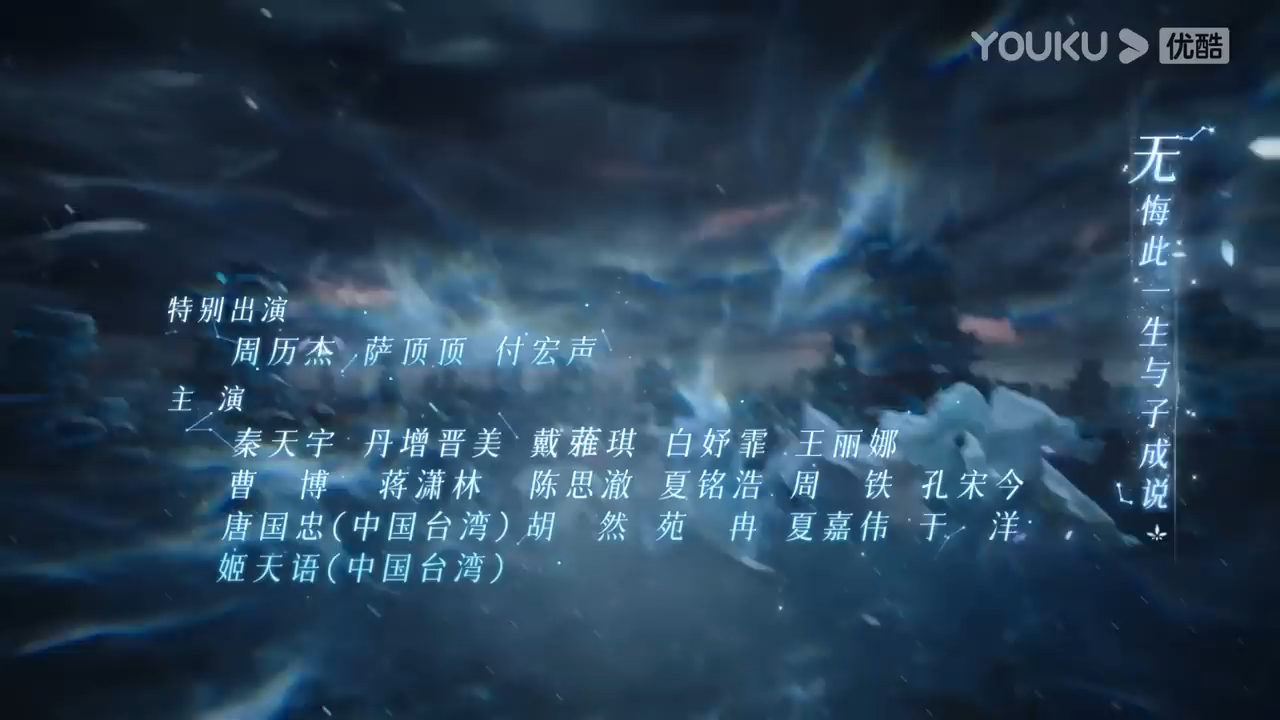 YOUKU 优酷
特别出演
周历杰 萨顶顶 付宏声
主 演
秦天宇 丹增晋美 戴蕥琪 白妤霏 王丽娜
曹 博 蒋潇林 陈思澈 夏铭浩 周 铁 孔宋今
唐国忠(中国台湾) 胡 然 苑 冉 夏嘉伟 于 洋
姬天语(中国台湾)
无悔此一生与子成说